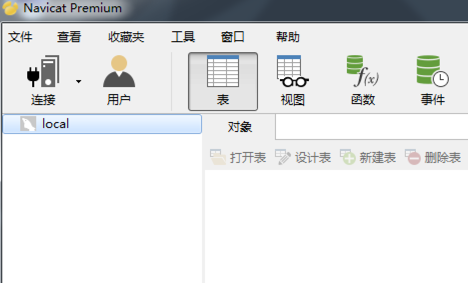 Navicat Premium
文件 查看 收藏夹 工具 窗口 帮助
f(x)
连接 用户 表 视图 函数 事件
local 对象
打开表 设计表 新建表 删除表